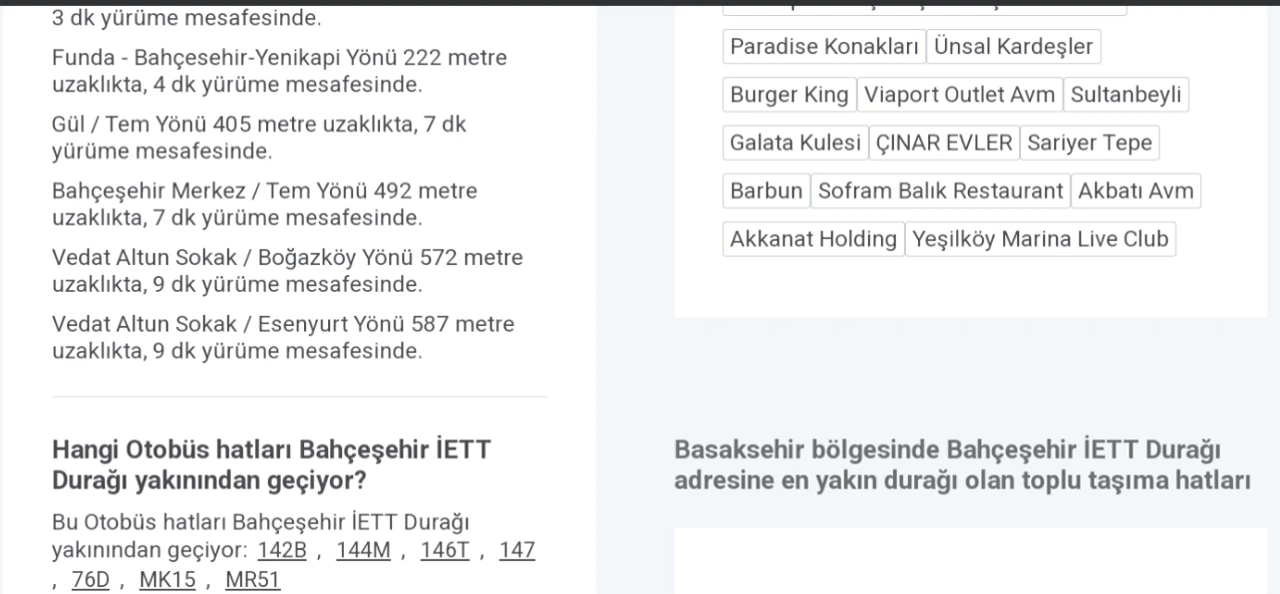 3 dk yürüme mesafesinde.
Funda - Bahçesehir-Yenikapi Yönü 222 metre
uzaklıkta, 4 dk yürüme mesafesinde.
Gül / Tem Yönü 405 metre uzaklıkta, 7 dk
yürüme mesafesinde.
Bahçeşehir Merkez / Tem Yönü 492 metre
uzaklıkta, 7 dk yürüme mesafesinde.
Vedat Altun Sokak / Boğazköy Yönü 572 metre
uzaklıkta, 9 dk yürüme mesafesinde.
Vedat Altun Sokak / Esenyurt Yönü 587 metre
uzaklıkta, 9 dk yürüme mesafesinde.
Hangi Otobüs hatları Bahçeşehir İETT
Durağı yakınından geçiyor?
Bu Otobüs hatları Bahçeşehir İETT Durağı
yakınından geçiyor: 142B , 144M , 146T , 147
, 76D , MK15 , MR51
Paradise Konakları Ünsal Kardeşler
Burger King Viaport Outlet Avm Sultanbeyli
Galata Kulesi ÇINAR EVLER Sariyer Tepe
Barbun Sofram Balık Restaurant Akbatı Avm
Akkanat Holding Yeşilköy Marina Live Club
Basaksehir bölgesinde Bahçeşehir İETT Durağı
adresine en yakın durağı olan toplu taşıma hatları